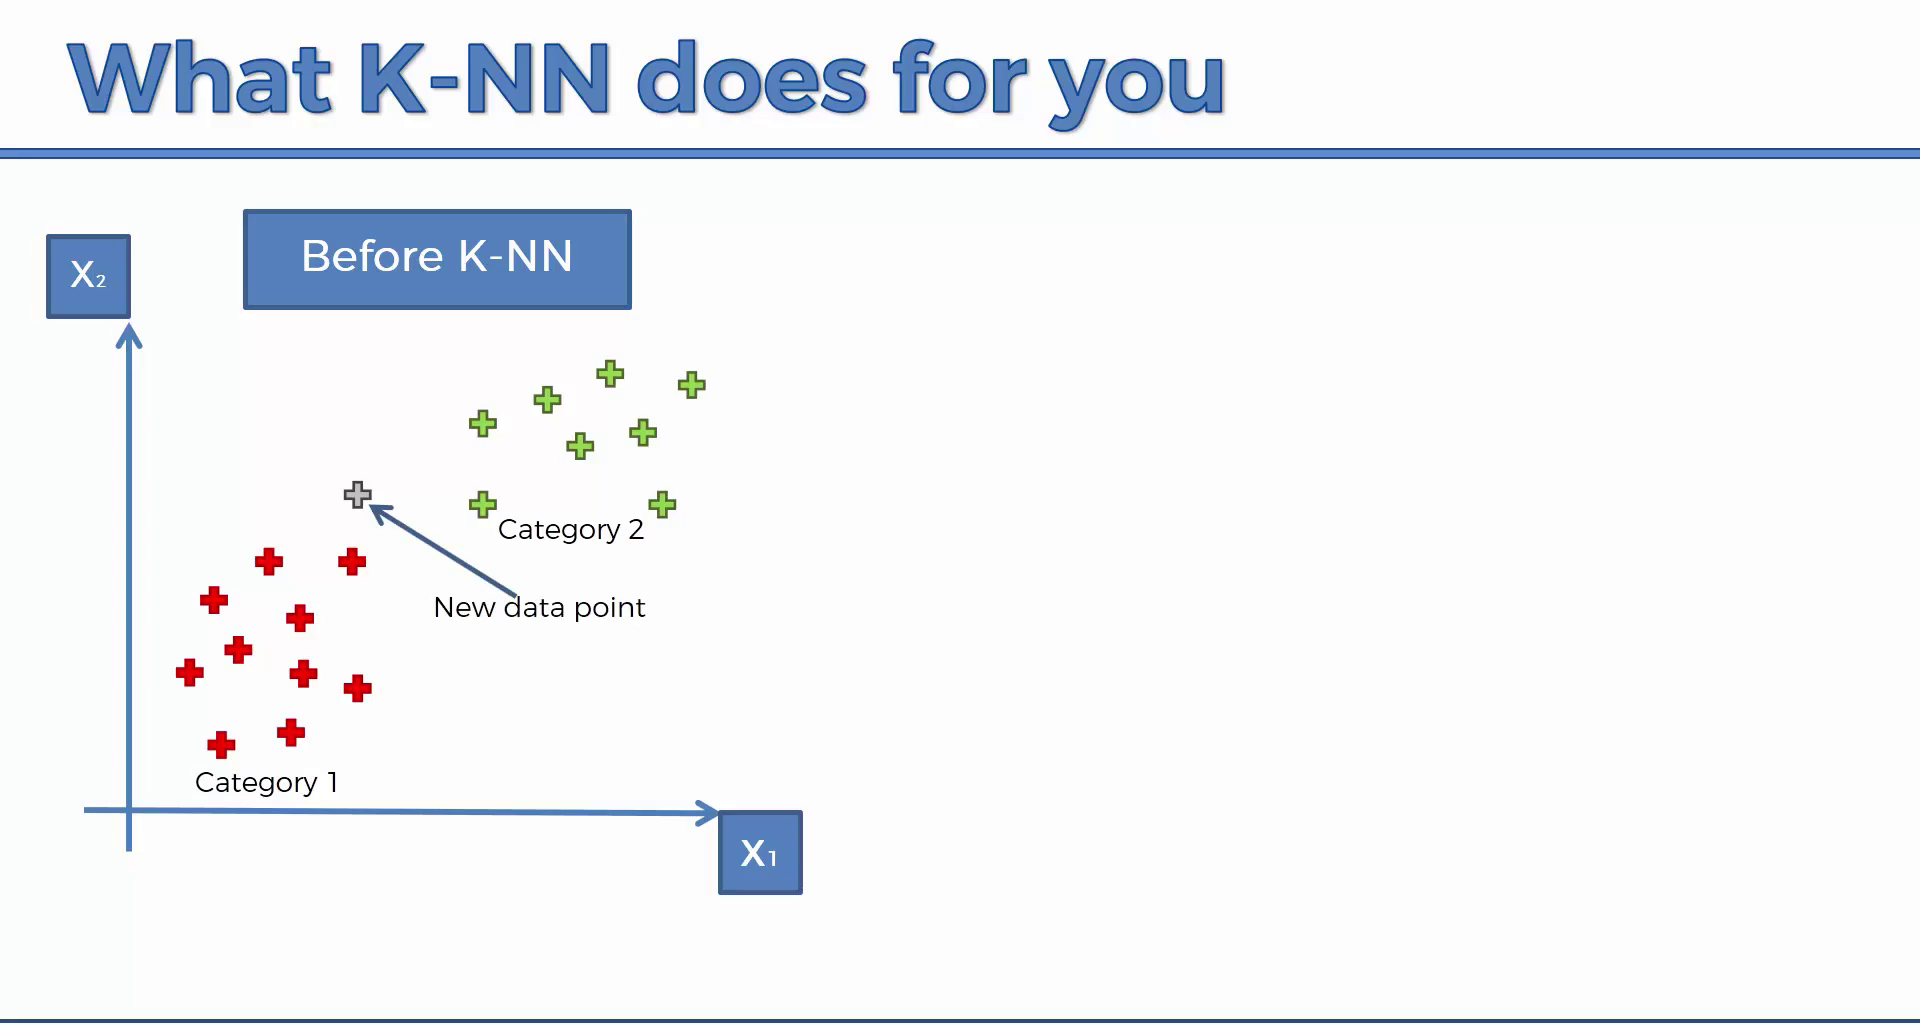 What K-NN does for you
Before K-NN
X₂
Category 2
New data point
Category 1
X₁